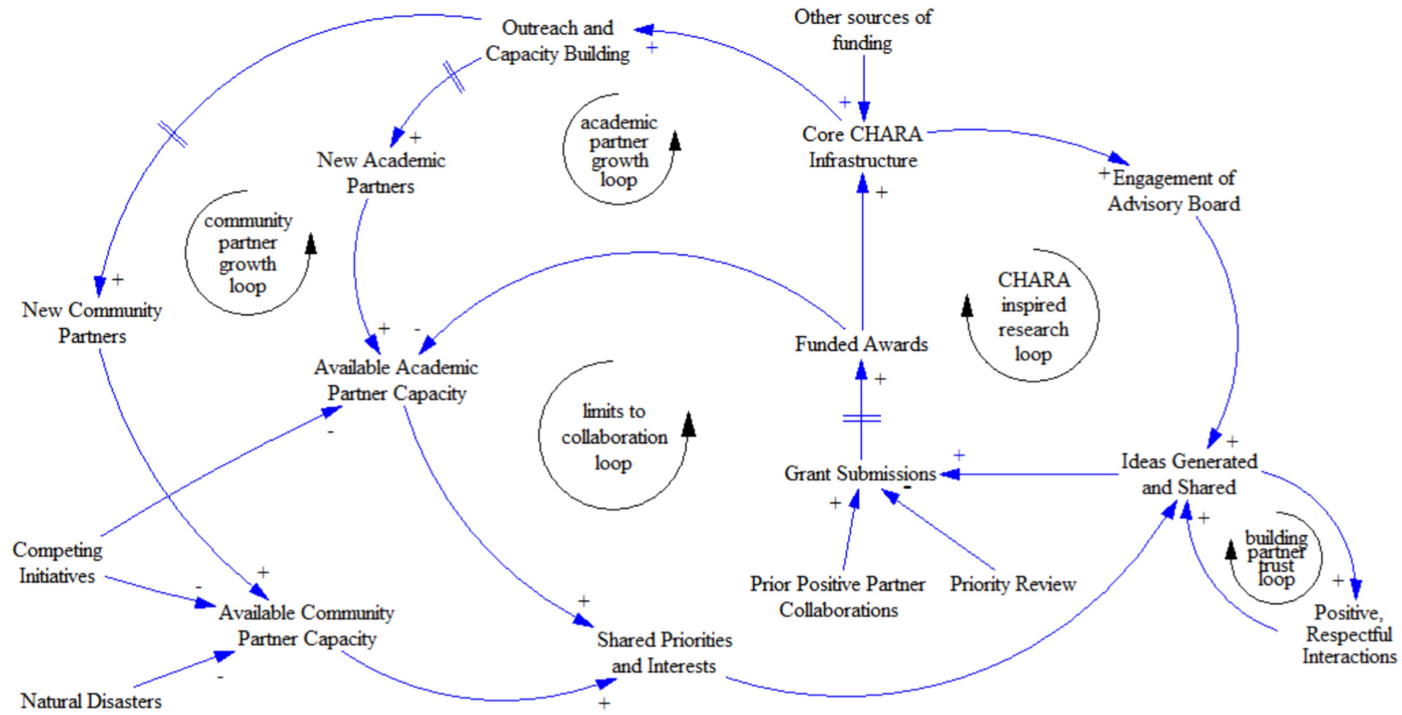 Other sources of
funding
Outreach and
Capacity Building
+
+
+
Core CHARA
Infrastructure
academic
partner
growth
loop
New Academic
Partners
+
+
Engagement of
Advisory Board
community
partner
growth
loop
+
New Community
Partners
CHARA
inspired
research
loop
+
-
Funded Awards
Available Academic
Partner Capacity
+
-
limits to
collaboration
loop
+
Ideas Generated
and Shared
+
Grant Submissions
-
+
+
building
partner
trust
loop
Competing
Initiatives
-
+
+
Prior Positive Partner
Collaborations
Priority Review
+
Available Community
Partner Capacity
Positive,
Respectful
Interactions
Shared Priorities
and Interests
-
Natural Disasters
+